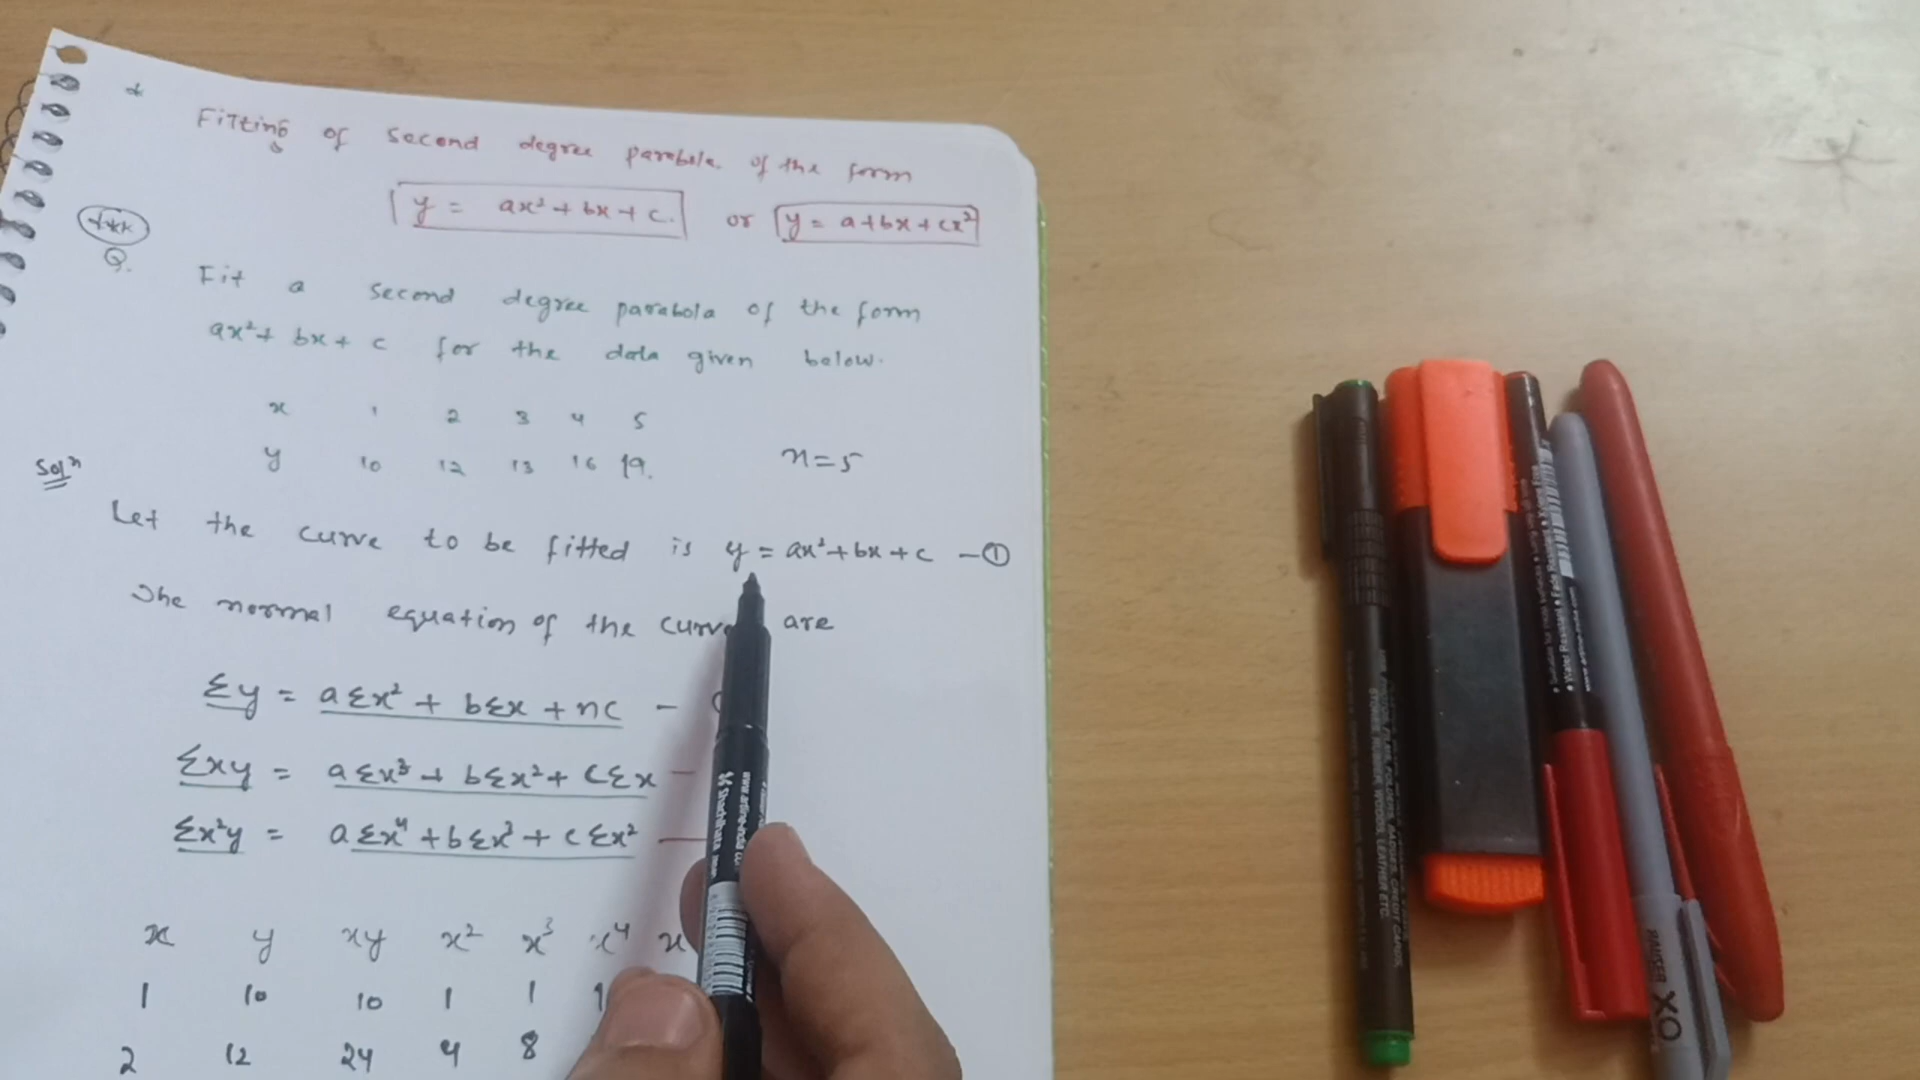 Fitting of second degree parabola of the form
y = ax² + bx + c. or y = a+bx+cx²
Q.
Fit a second degree parabola of the form
ax²+ bx + c for the data given below.
x 1 2 3 4 5
y 10 12 13 16 19.
n=5
Solⁿ
Let the curve to be fitted is y = ax²+bx+c -①
The normal equation of the curve are
Σy = aΣx² + bΣx + nc -
Σxy = aΣx³ + bΣx² + cΣx -
Σx²y = aΣx⁴ + bΣx³ + cΣx² -
x y xy x² x³ x⁴ x
1 10 10 1 1 1
2 12 24 4 8
Shachihata
XO